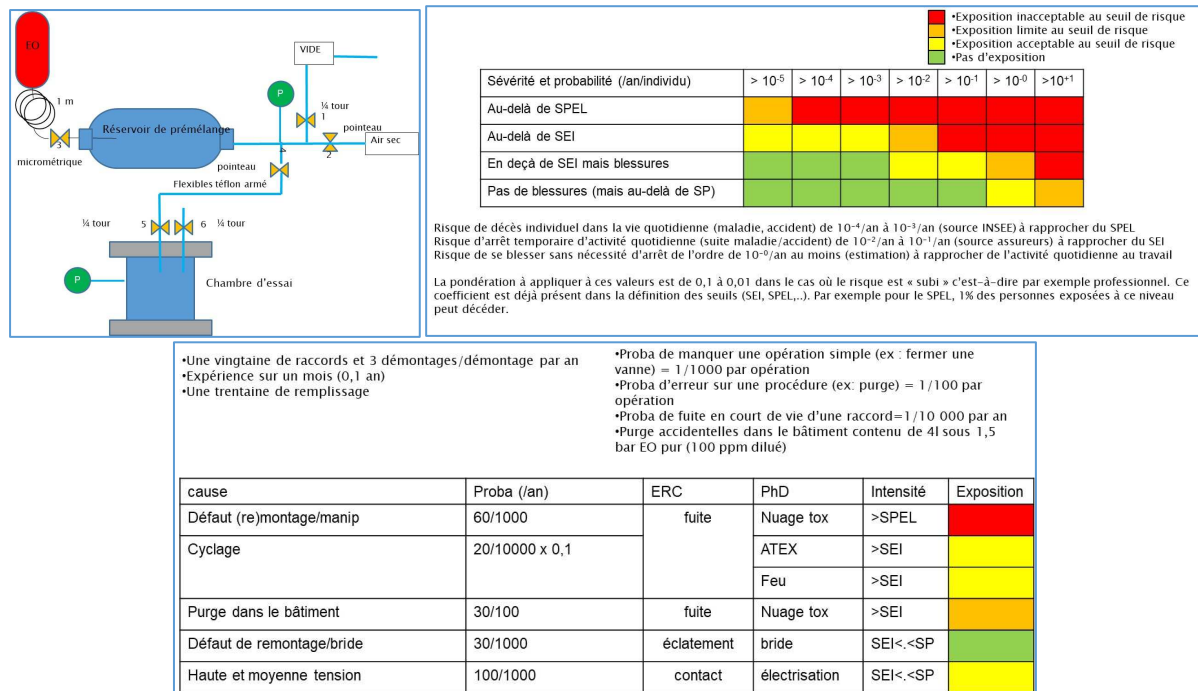 EO
1 m
3
micrométrique
Réservoir de prémélange
VIDE
P
¼ tour
1
pointeau
2
Air sec
4
pointeau
Flexibles téflon armé
¼ tour
5
6
¼ tour
P
Chambre d'essai
•Exposition inacceptable au seuil de risque
•Exposition limite au seuil de risque
•Exposition acceptable au seuil de risque
•Pas d'exposition
Sévérité et probabilité (/an/individu) > 10-5 > 10-4 > 10-3 > 10-2 > 10-1 > 10-0 >10+1
Au-delà de SPEL
Au-delà de SEI
En deçà de SEI mais blessures
Pas de blessures (mais au-delà de SP)
Risque de décès individuel dans la vie quotidienne (maladie, accident) de 10-4/an à 10-3/an (source INSEE) à rapprocher du SPEL
Risque d'arrêt temporaire d'activité quotidienne (suite maladie/accident) de 10-2/an à 10-1/an (source assureurs) à rapprocher du SEI
Risque de se blesser sans nécessité d'arrêt de l'ordre de 10-0/an au moins (estimation) à rapprocher de l'activité quotidienne au travail
La pondération à appliquer à ces valeurs est de 0,1 à 0,01 dans le cas où le risque est « subi » c'est-à-dire par exemple professionnel. Ce
coefficient est déjà présent dans la définition des seuils (SEI, SPEL,..). Par exemple pour le SPEL, 1% des personnes exposées à ce niveau
peut décéder.
•Une vingtaine de raccords et 3 démontages/démontage par an
•Expérience sur un mois (0,1 an)
•Une trentaine de remplissage
•Proba de manquer une opération simple (ex : fermer une
vanne) = 1/1000 par opération
•Proba d'erreur sur une procédure (ex: purge) = 1/100 par
opération
•Proba de fuite en court de vie d'une raccord=1/10 000 par an
•Purge accidentelles dans le bâtiment contenu de 4l sous 1,5
bar EO pur (100 ppm dilué)
cause Proba (/an) ERC PhD Intensité Exposition
Défaut (re)montage/manip 60/1000 fuite Nuage tox >SPEL
Cyclage 20/10000 x 0,1 ATEX >SEI
Feu >SEI
Purge dans le bâtiment 30/100 fuite Nuage tox >SEI
Défaut de remontage/bride 30/1000 éclatement bride SEI<.<SP
Haute et moyenne tension 100/1000 contact électrisation SEI<.<SP